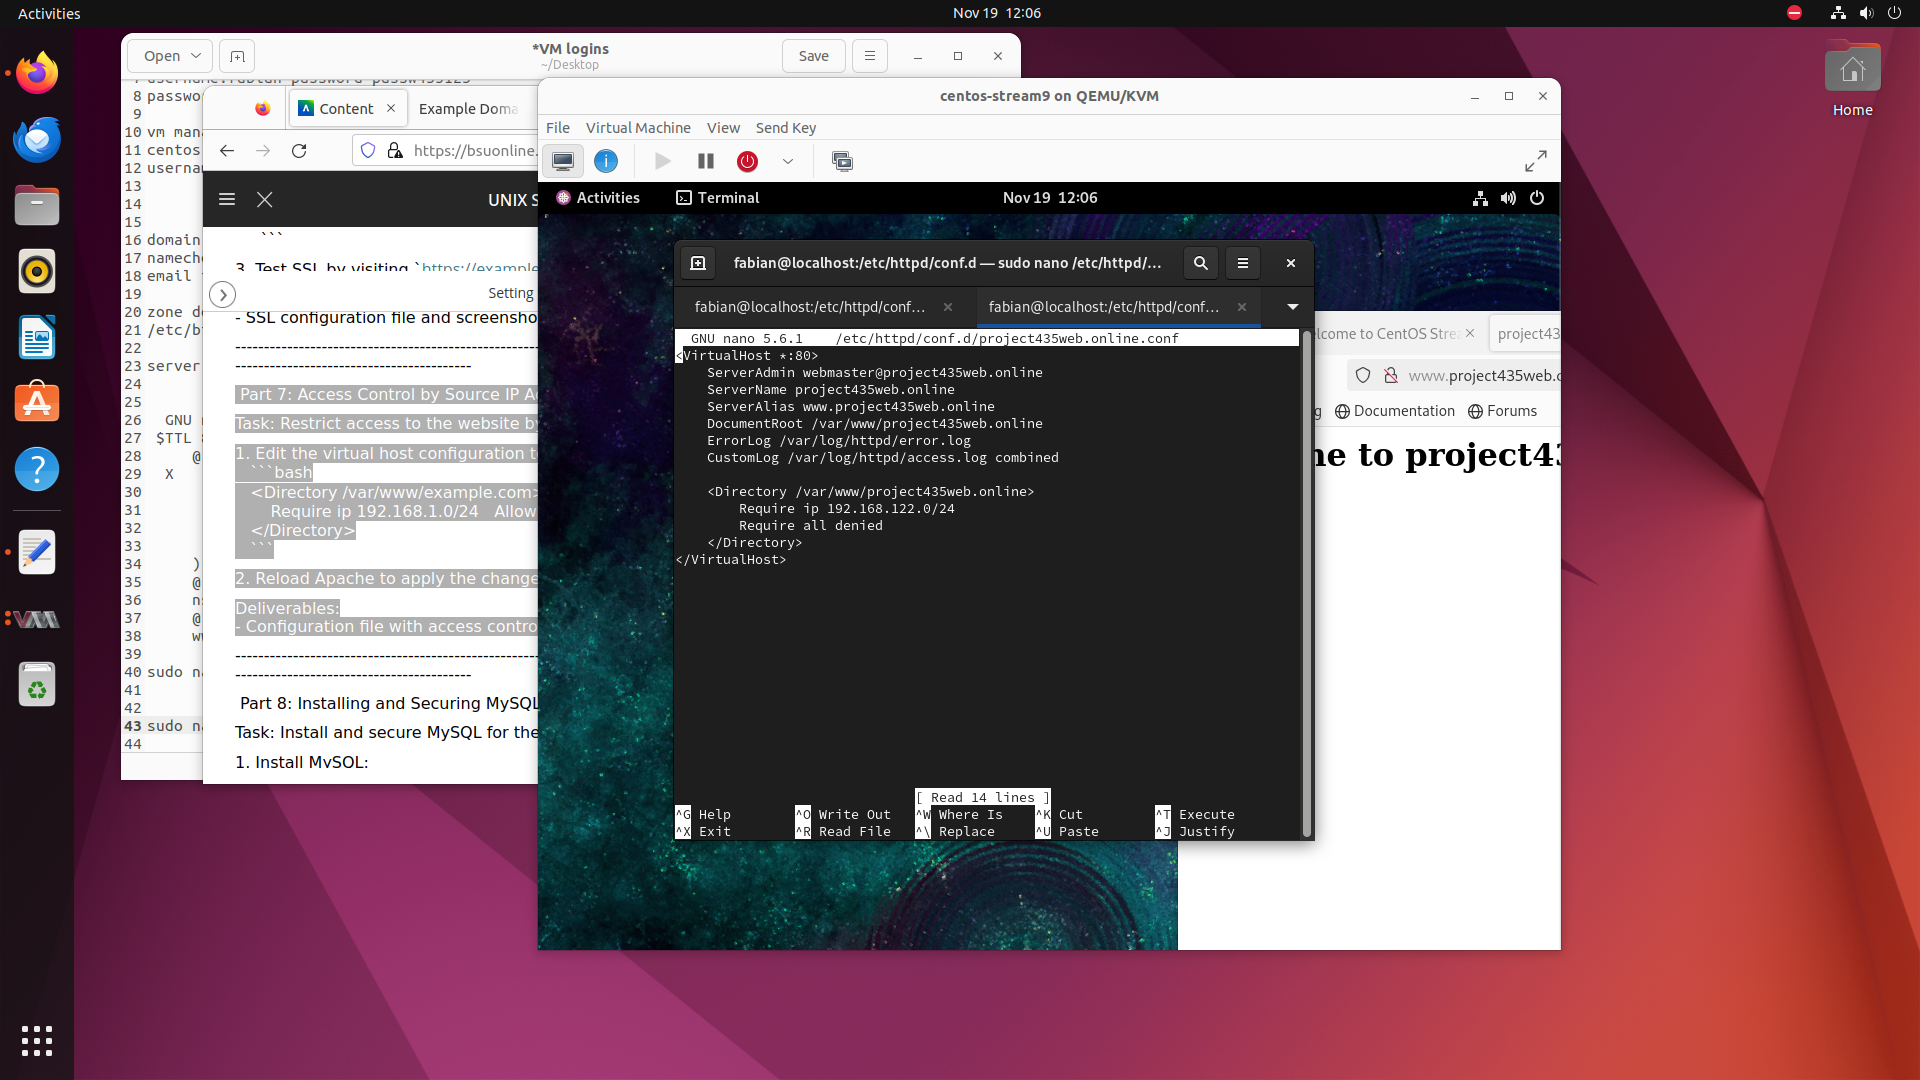 Activities
Nov 19 12:06
Home
Open
*VM logins
~/Desktop
Save
8 passwo
9
10 vm mana
11 centos
12 usernam
13
14
15
16 domain
17 namech
18 email
19
20 zone d
21 /etc/b
22
23 server
24
25
26 GNU
27 $TTL
28 @
29 X
30
31
32
33
34 )
35 @
36 n
37 @
38 w
39
40 sudo n
41
42
43 sudo n
44
Content
Example Doma
https://bsuonline.
UNIX S
```
3. Test SSL by visiting `https://example
Setting
- SSL configuration file and screensho
------------------------------------------------------
-----------------------------------------
Part 7: Access Control by Source IP A
Task: Restrict access to the website by
1. Edit the virtual host configuration t
```bash
<Directory /var/www/example.com>
Require ip 192.168.1.0/24 Allow
</Directory>
```
2. Reload Apache to apply the change
Deliverables:
- Configuration file with access contro
------------------------------------------------------
-----------------------------------------
Part 8: Installing and Securing MySQL
Task: Install and secure MySQL for the
1. Install MySQL:
centos-stream9 on QEMU/KVM
File Virtual Machine View Send Key
Activities Terminal Nov 19 12:06
fabian@localhost:/etc/httpd/conf.d — sudo nano /etc/httpd/...
fabian@localhost:/etc/httpd/conf... fabian@localhost:/etc/httpd/conf...
GNU nano 5.6.1 /etc/httpd/conf.d/project435web.online.conf
<VirtualHost *:80>
ServerAdmin webmaster@project435web.online
ServerName project435web.online
ServerAlias www.project435web.online
DocumentRoot /var/www/project435web.online
ErrorLog /var/log/httpd/error.log
CustomLog /var/log/httpd/access.log combined
<Directory /var/www/project435web.online>
Require ip 192.168.122.0/24
Require all denied
</Directory>
</VirtualHost>
[ Read 14 lines ]
^G Help ^O Write Out ^W Where Is ^K Cut ^T Execute
^X Exit ^R Read File ^\ Replace ^U Paste ^J Justify
lcome to CentOS Strea
project43
www.project435web.o
g Documentation Forums
ne to project43